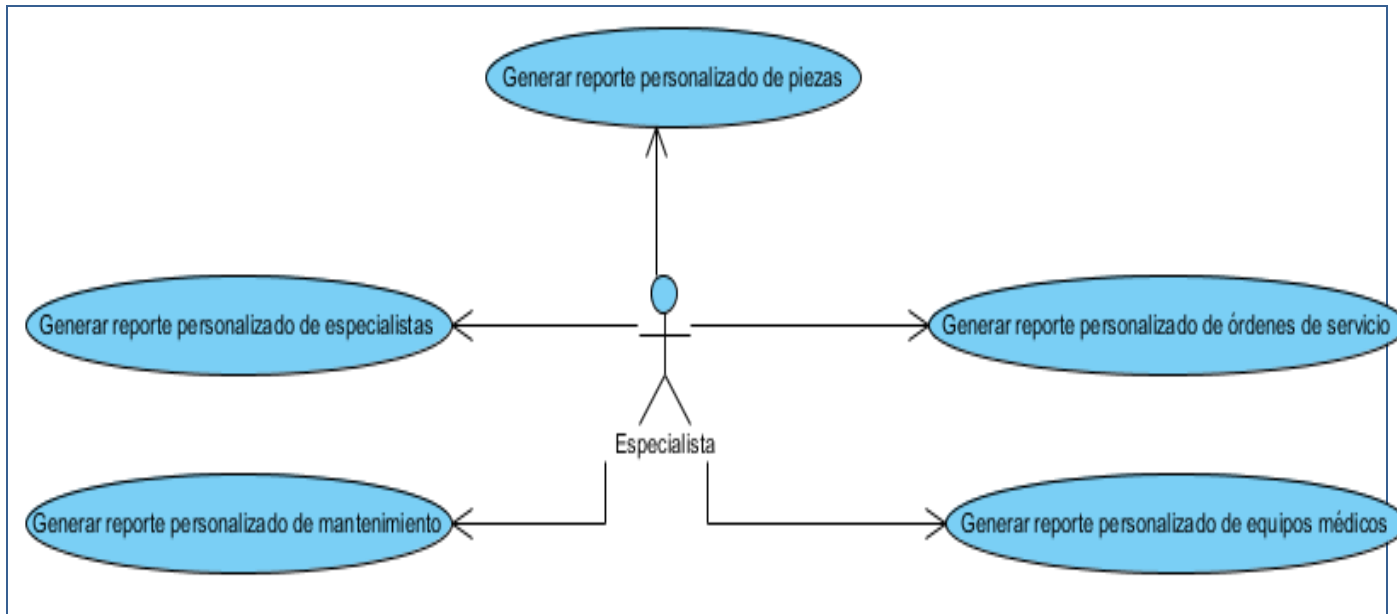 Generar reporte personalizado de piezas
Generar reporte personalizado de especialistas
Generar reporte personalizado de órdenes de servicio
Especialista
Generar reporte personalizado de mantenimiento
Generar reporte personalizado de equipos médicos